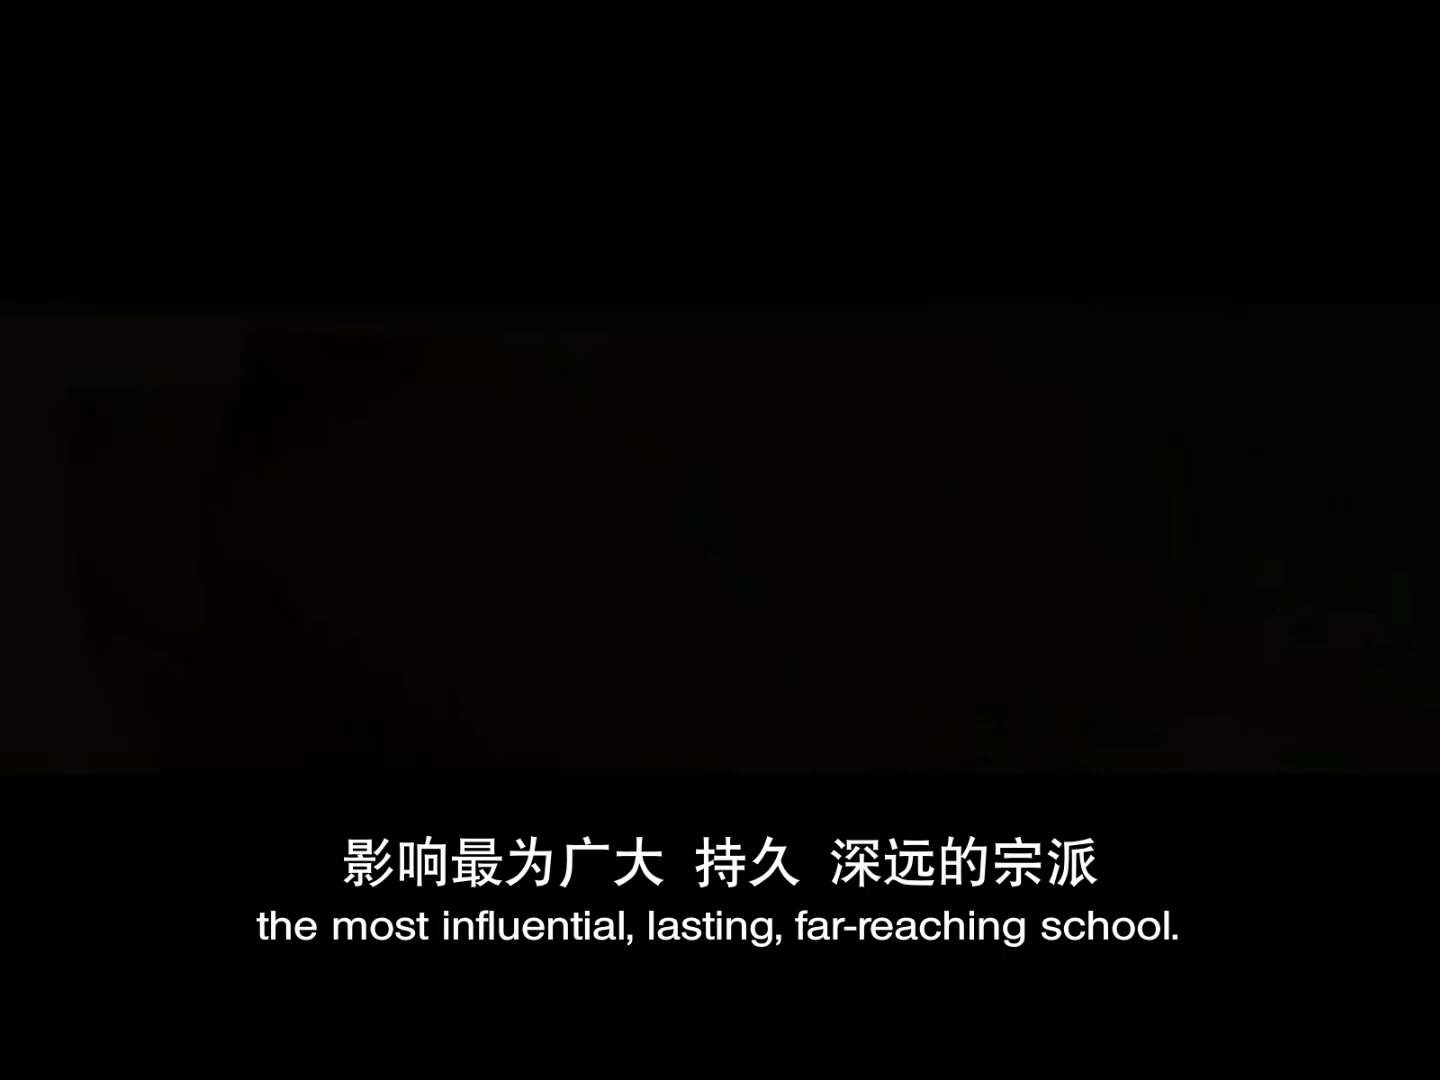 影响最为广大 持久 深远的宗派
the most influential, lasting, far-reaching school.